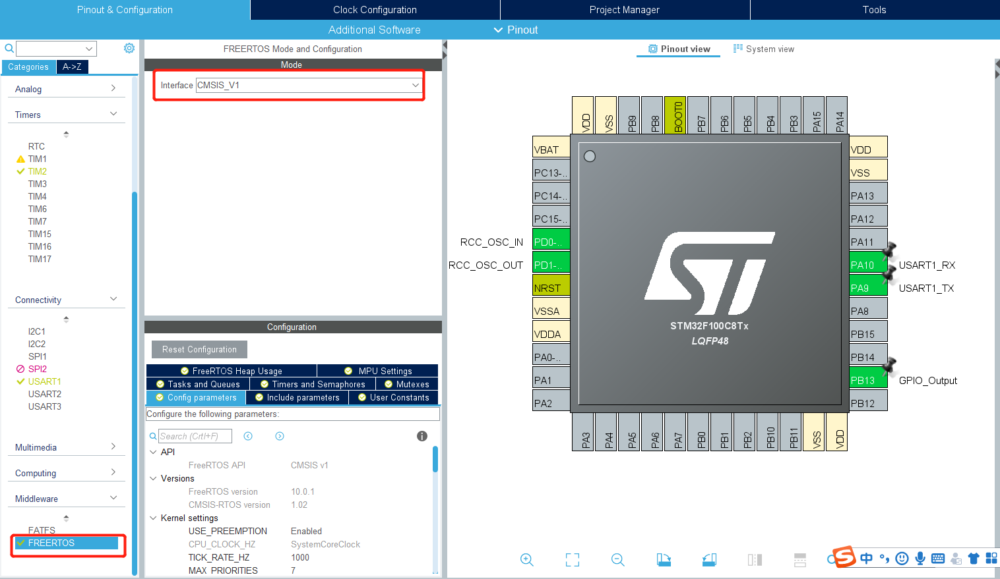 Pinout & Configuration
Clock Configuration
Project Manager
Tools
Additional Software
Pinout
Categories
A->Z
Analog
Timers
RTC
TIM1
TIM2
TIM3
TIM4
TIM6
TIM7
TIM15
TIM16
TIM17
Connectivity
I2C1
I2C2
SPI1
SPI2
USART1
USART2
USART3
Multimedia
Computing
Middleware
FATFS
FREERTOS
FREERTOS Mode and Configuration
Mode
Interface CMSIS_V1
Configuration
Reset Configuration
FreeRTOS Heap Usage
MPU Settings
Tasks and Queues
Timers and Semaphores
Mutexes
Config parameters
Include parameters
User Constants
Configure the following parameters:
Search (Crtl+F)
API
FreeRTOS API CMSIS v1
Versions
FreeRTOS version 10.0.1
CMSIS-RTOS version 1.02
Kernel settings
USE_PREEMPTION Enabled
CPU_CLOCK_HZ SystemCoreClock
TICK_RATE_HZ 1000
MAX_PRIORITIES 7
Pinout view
System view
VDD
VSS
PB9
PB8
BOOT0
PB7
PB6
PB5
PB4
PB3
PA15
PA14
VBAT
PC13-..
PC14-..
PC15-..
RCC_OSC_IN PD0-..
RCC_OSC_OUT PD1-..
NRST
VSSA
VDDA
PA0-..
PA1
PA2
ST
STM32F100C8Tx
LQFP48
VDD
VSS
PA13
PA12
PA11
PA10 USART1_RX
PA9 USART1_TX
PA8
PB15
PB14
PB13 GPIO_Output
PB12
PA3
PA4
PA5
PA6
PA7
PB0
PB1
PB2
PB10
PB11
VSS
VDD
S
中